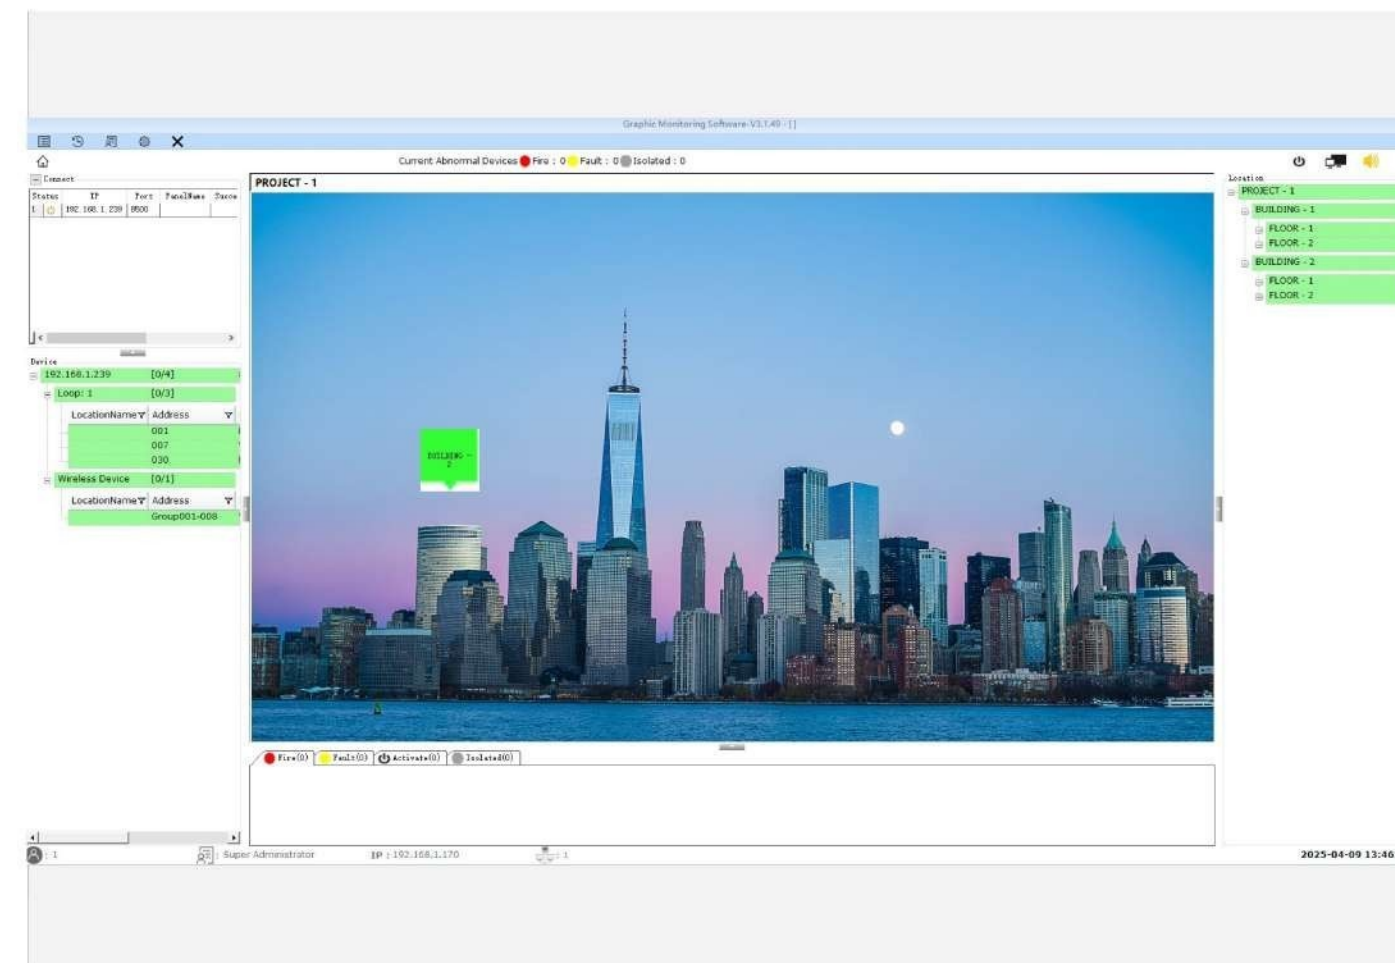 Graphic Monitoring Software-V3.1.49 - [ ]
Current Abnormal Devices Fire : 0 Fault : 0 Isolated : 0
Connect
Status IP Port PanelName Succe
1 192.168.1.239 9500
Device
192.168.1.239 [0/4]
Loop: 1 [0/3]
LocationName Address
001
007
030
Wireless Device [0/1]
LocationName Address
Group001-008
PROJECT - 1
BUILDING -
2
Fire(0) Fault(0) Activate(0) Isolated(0)
Location
PROJECT - 1
BUILDING - 1
FLOOR - 1
FLOOR - 2
BUILDING - 2
FLOOR - 1
FLOOR - 2
: 1 : Super Administrator IP : 192.168.1.170 : 1 2025-04-09 13:46